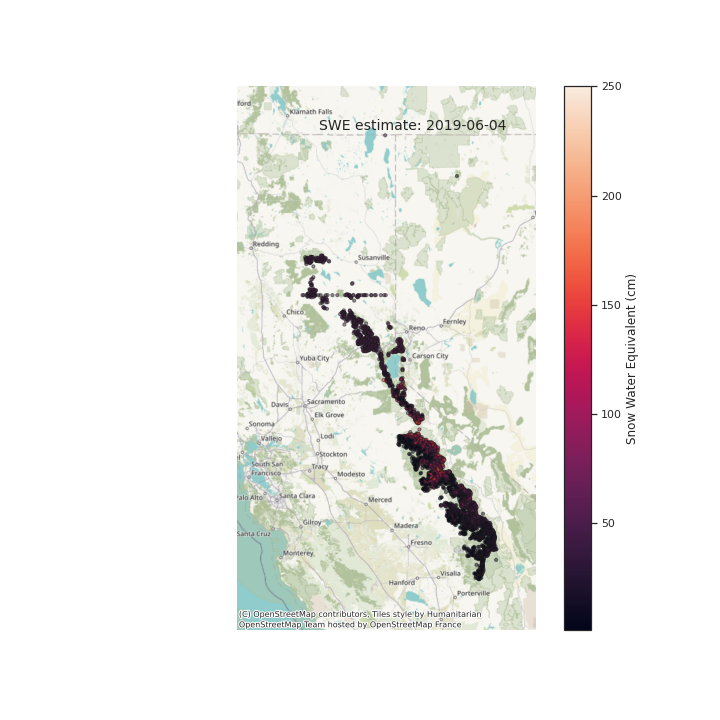 ford
Klamath Falls
SWE estimate: 2019-06-04
Redding
Susanville
Chico
Reno
Fernley
Yuba City
Carson City
Davis
Sacramento
Elk Grove
Sonoma
Vallejo
Lodi
Stockton
South San
Francisco
Tracy
Modesto
Palo Alto
Santa Clara
Merced
Gilroy
Madera
Santa Cruz
Fresno
Monterey
Hanford
Visalia
Porterville
(C) OpenStreetMap contributors, Tiles style by Humanitarian
OpenStreetMap Team hosted by OpenStreetMap France
250
200
150
100
50
Snow Water Equivalent (cm)